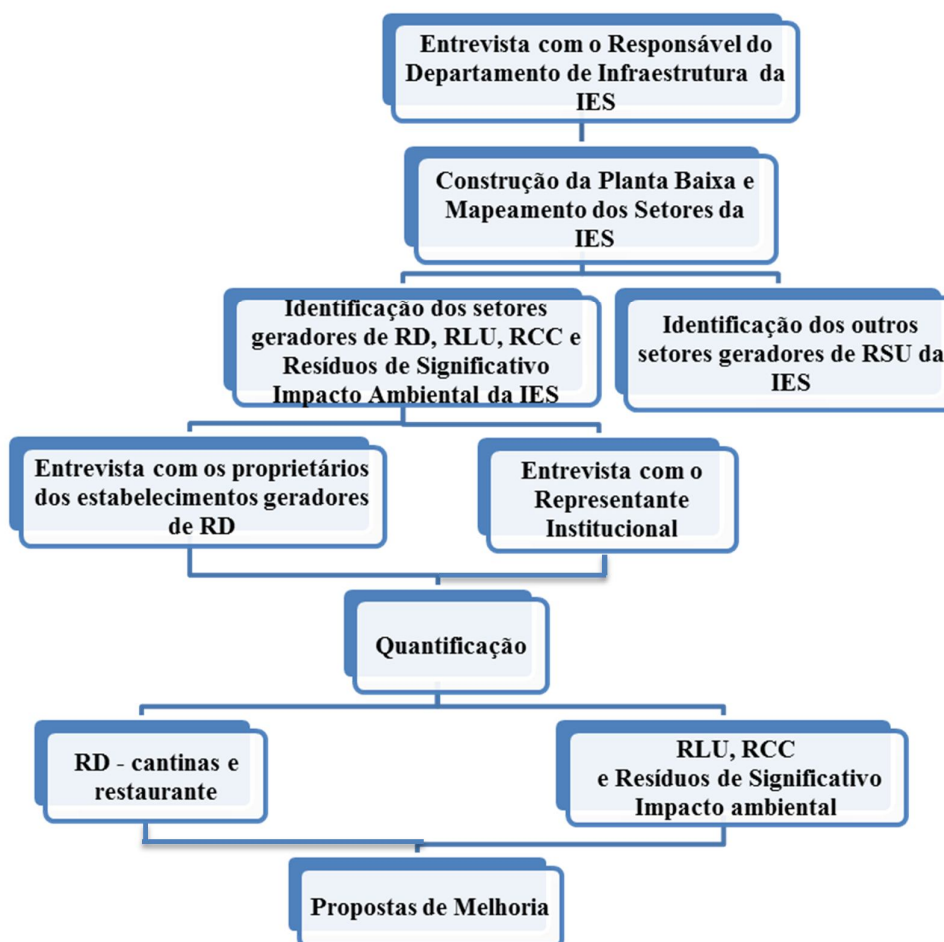 Entrevista com o Responsável do
Departamento de Infraestrutura da
IES
Construção da Planta Baixa e
Mapeamento dos Setores da
IES
Identificação dos setores
geradores de RD, RLU, RCC e
Resíduos de Significativo
Impacto Ambiental da IES
Identificação dos outros
setores geradores de RSU da
IES
Entrevista com os proprietários
dos estabelecimentos geradores
de RD
Entrevista com o
Representante
Institucional
Quantificação
RD - cantinas e
restaurante
RLU, RCC
e Resíduos de Significativo
Impacto ambiental
Propostas de Melhoria